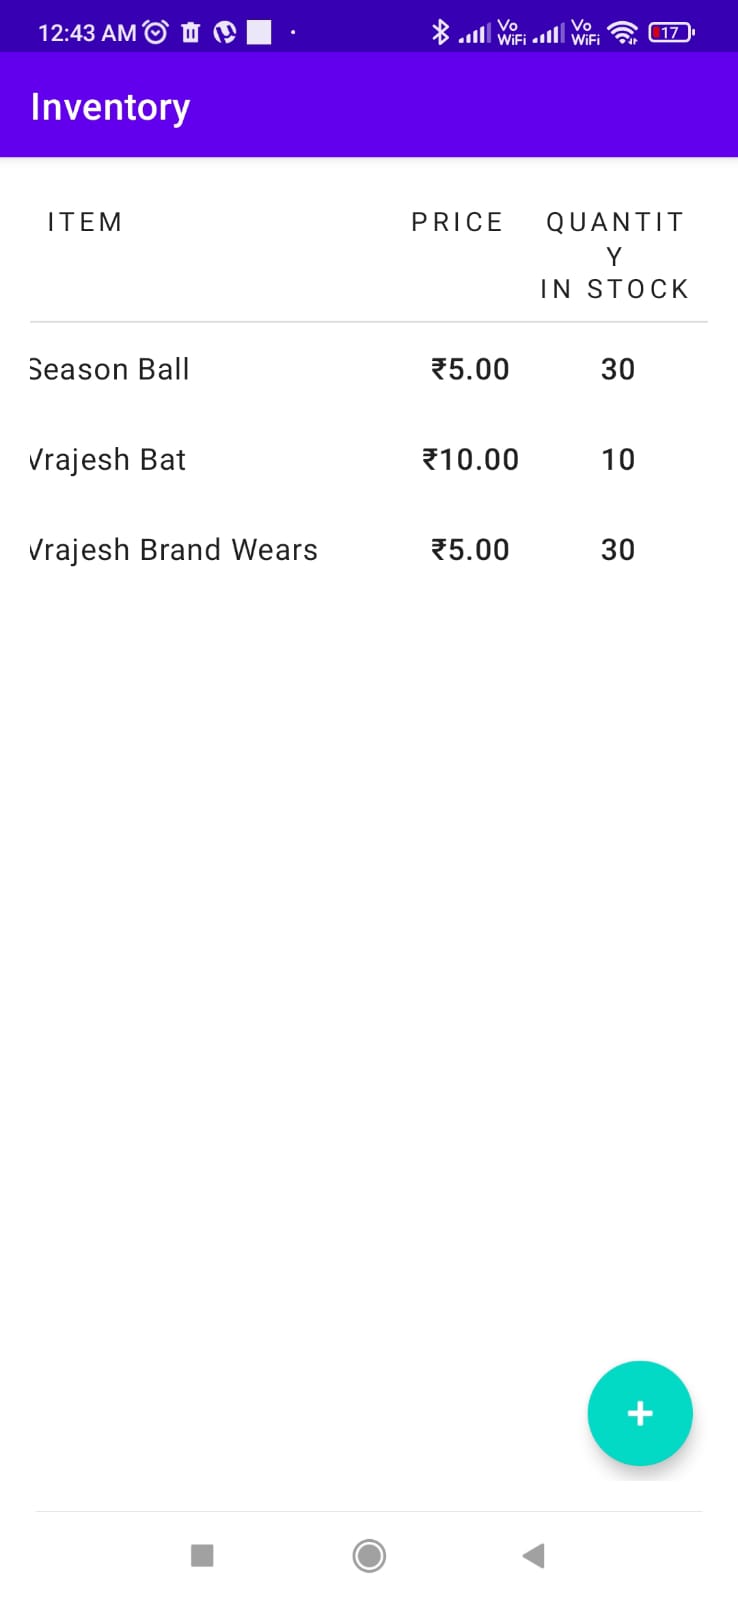 12:43 AM Vo WiFi Vo WiFi 17
Inventory
ITEM PRICE QUANTIT
Y
IN STOCK
Season Ball ₹5.00 30
Vrajesh Bat ₹10.00 10
Vrajesh Brand Wears ₹5.00 30
+